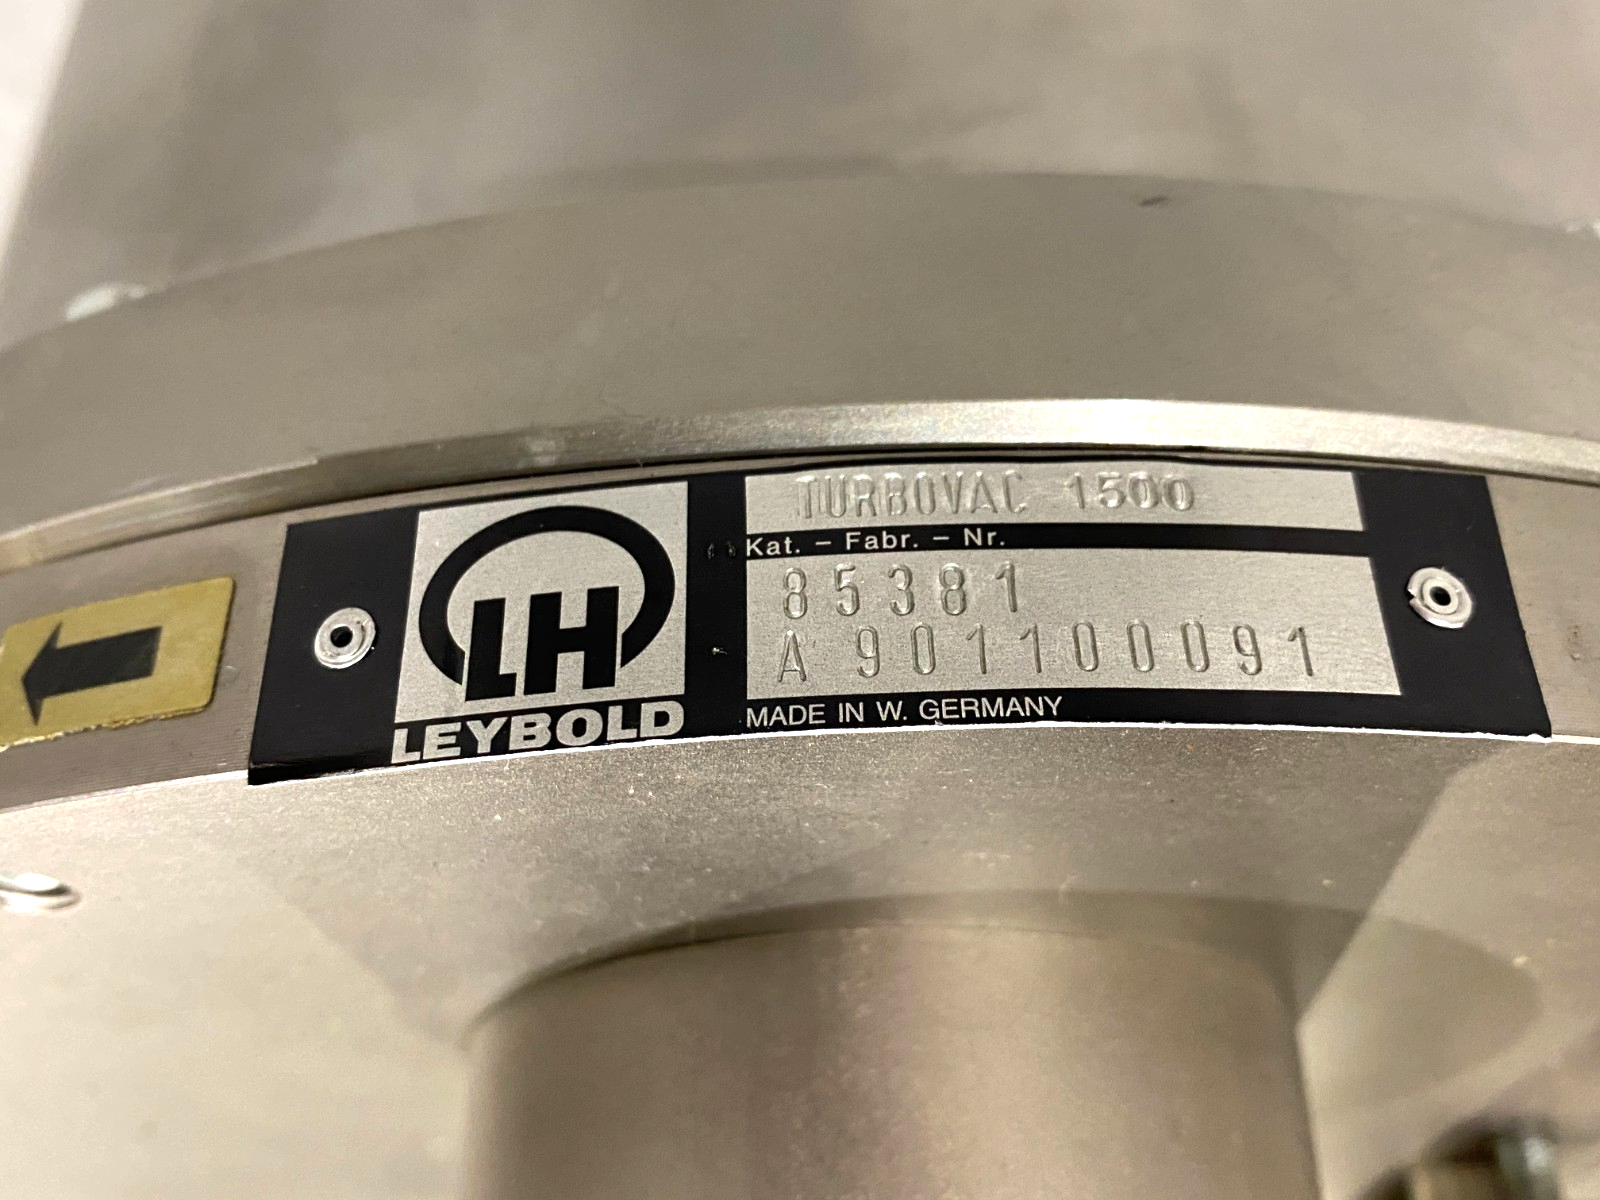 TURBOVAC 1500
Kat. - Fabr. - Nr.
85381
A 901100091
MADE IN W. GERMANY
LH
LEYBOLD